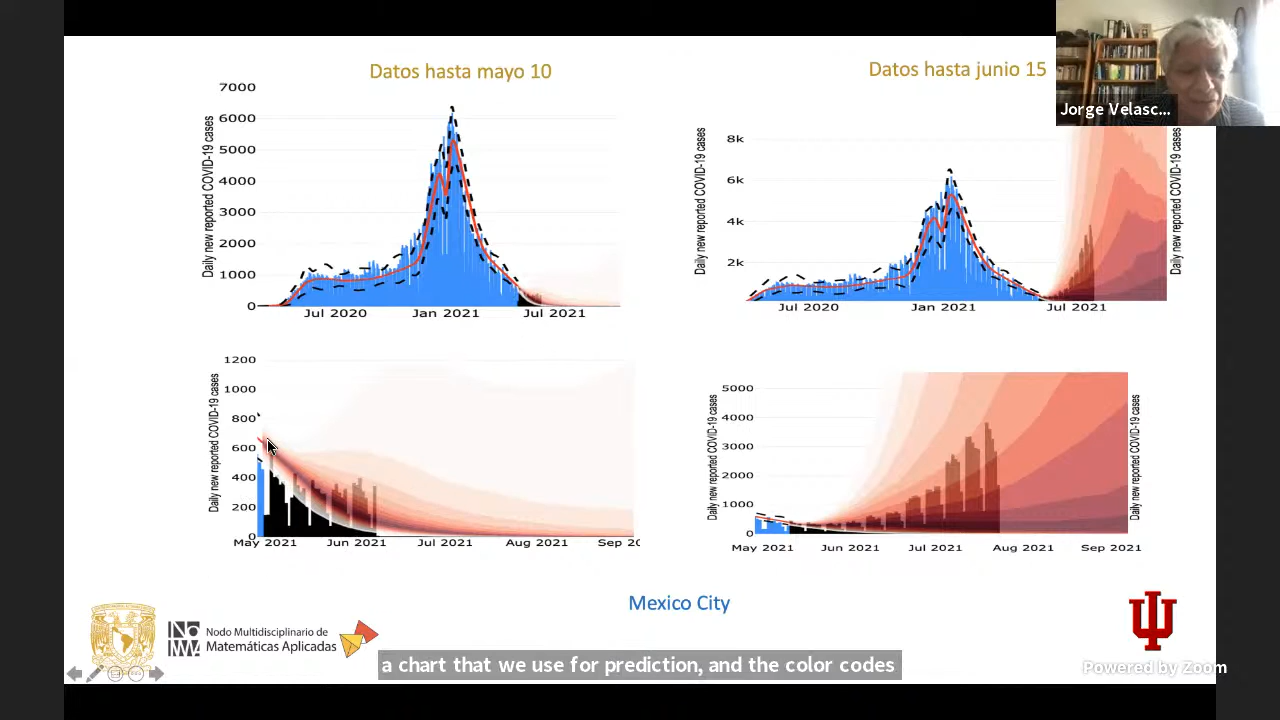 Datos hasta mayo 10
Datos hasta junio 15
Jorge Velasc...
7000
6000
5000
4000
3000
2000
1000
0
Daily new reported COVID-19 cases
Jul 2020
Jan 2021
Jul 2021
8k
6k
4k
2k
Daily new reported COVID-19 cases
Daily new reported COVID-19 cases
Jul 2020
Jan 2021
Jul 2021
1200
1000
800
600
400
200
0
Daily new reported COVID-19 cases
May 2021
Jun 2021
Jul 2021
Aug 2021
Sep 20
5000
4000
3000
2000
1000
0
Daily new reported COVID-19 cases
Daily new reported COVID-19 cases
May 2021
Jun 2021
Jul 2021
Aug 2021
Sep 2021
Mexico City
Nodo Multidisciplinario de
Matemáticas Aplicadas
a chart that we use for prediction, and the color codes
Powered by Zoom